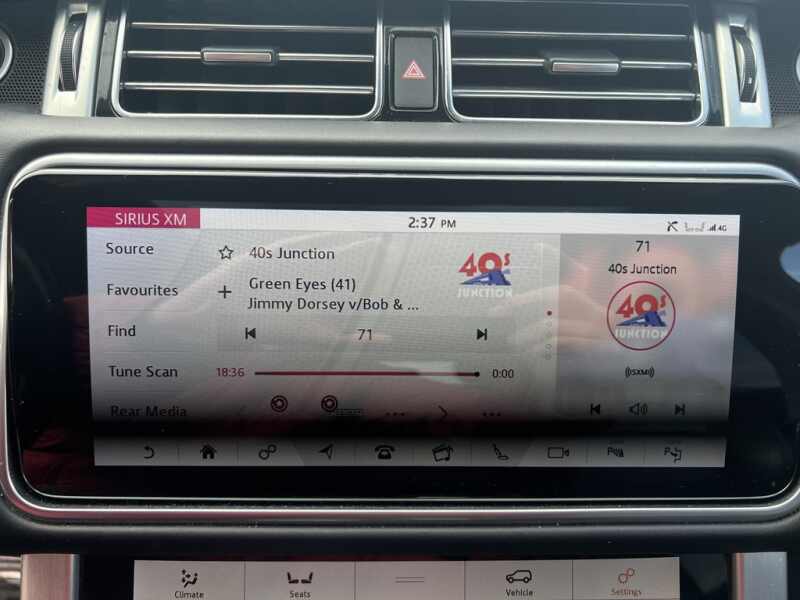 SIRIUS XM
2:37 PM
4G
Source
40s Junction
40s
JUNCTION
71
40s Junction
Favourites
+ Green Eyes (41)
Jimmy Dorsey v/Bob & ...
40s
JUNCTION
Find
71
Tune Scan
18:36
0:00
((SXM))
Rear Media
Climate
Seats
Vehicle
Settings